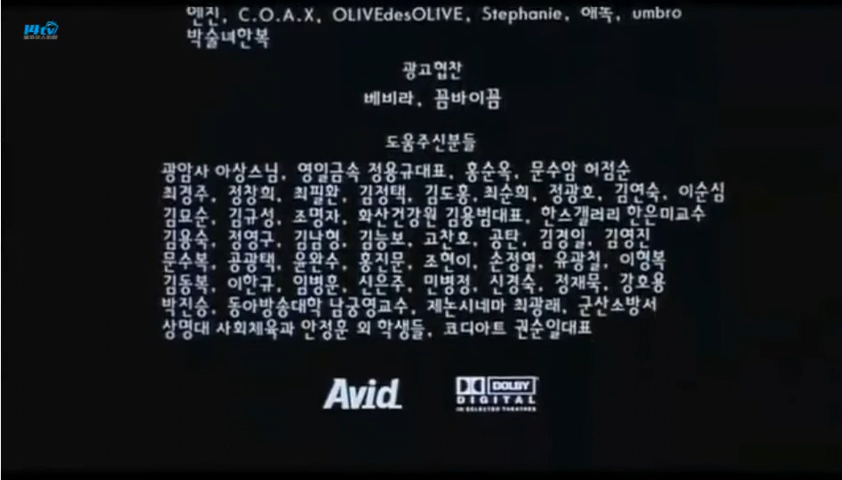 14tv
엔진, C.O.A.X, OLIVEdesOLIVE, Stephanie, 애녹, umbro
박술녀한복
광고협찬
베비라, 꼼바이꼼
도움주신분들
광암사 아상스님, 영일금속 정용규대표, 홍순옥, 문수암 허점순
최경주, 정창희, 최필환, 김정택, 김도흥, 최순희, 정광호, 김연숙, 이순심
김묘순, 김규성, 조명자, 화산건강원 김용범대표, 한스갤러리 한은미교수
김용숙, 정영구, 김남형, 김능보, 고찬호, 공탄, 김경일, 김영진
문수복, 공광택, 윤완수, 홍진문, 조현이, 손정열, 유광철, 이형복
김동복, 이한규, 임병훈, 신은주, 민병정, 신경숙, 정재묵, 강호용
박진승, 동아방송대학 남궁영교수, 제논시네마 최광래, 군산소방서
상명대 사회체육과 안정훈 외 학생들, 코디아트 권순일대표
Avid
DOLBY
DIGITAL
IN SELECTED THEATRES